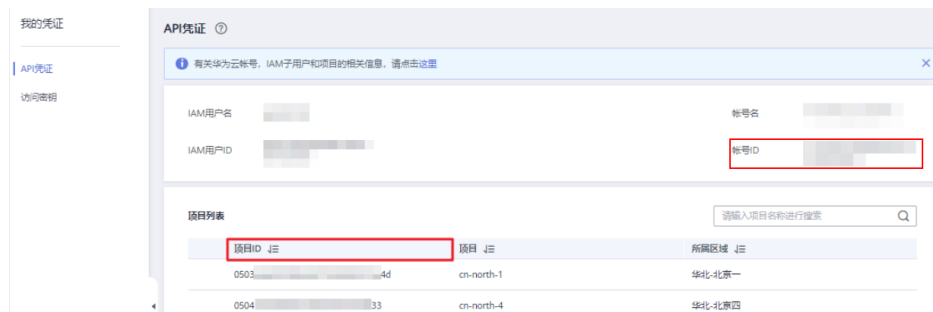 我的凭证
API凭证
访问密钥
API凭证 ?
有关华为云帐号，IAM子用户和项目的相关信息，请点击这里
IAM用户名 帐号名
IAM用户ID 帐号ID
项目列表 请输入项目名称进行搜索
项目ID 项目 所属区域
0503 4d cn-north-1 华北-北京一
0504 33 cn-north-4 华北-北京四